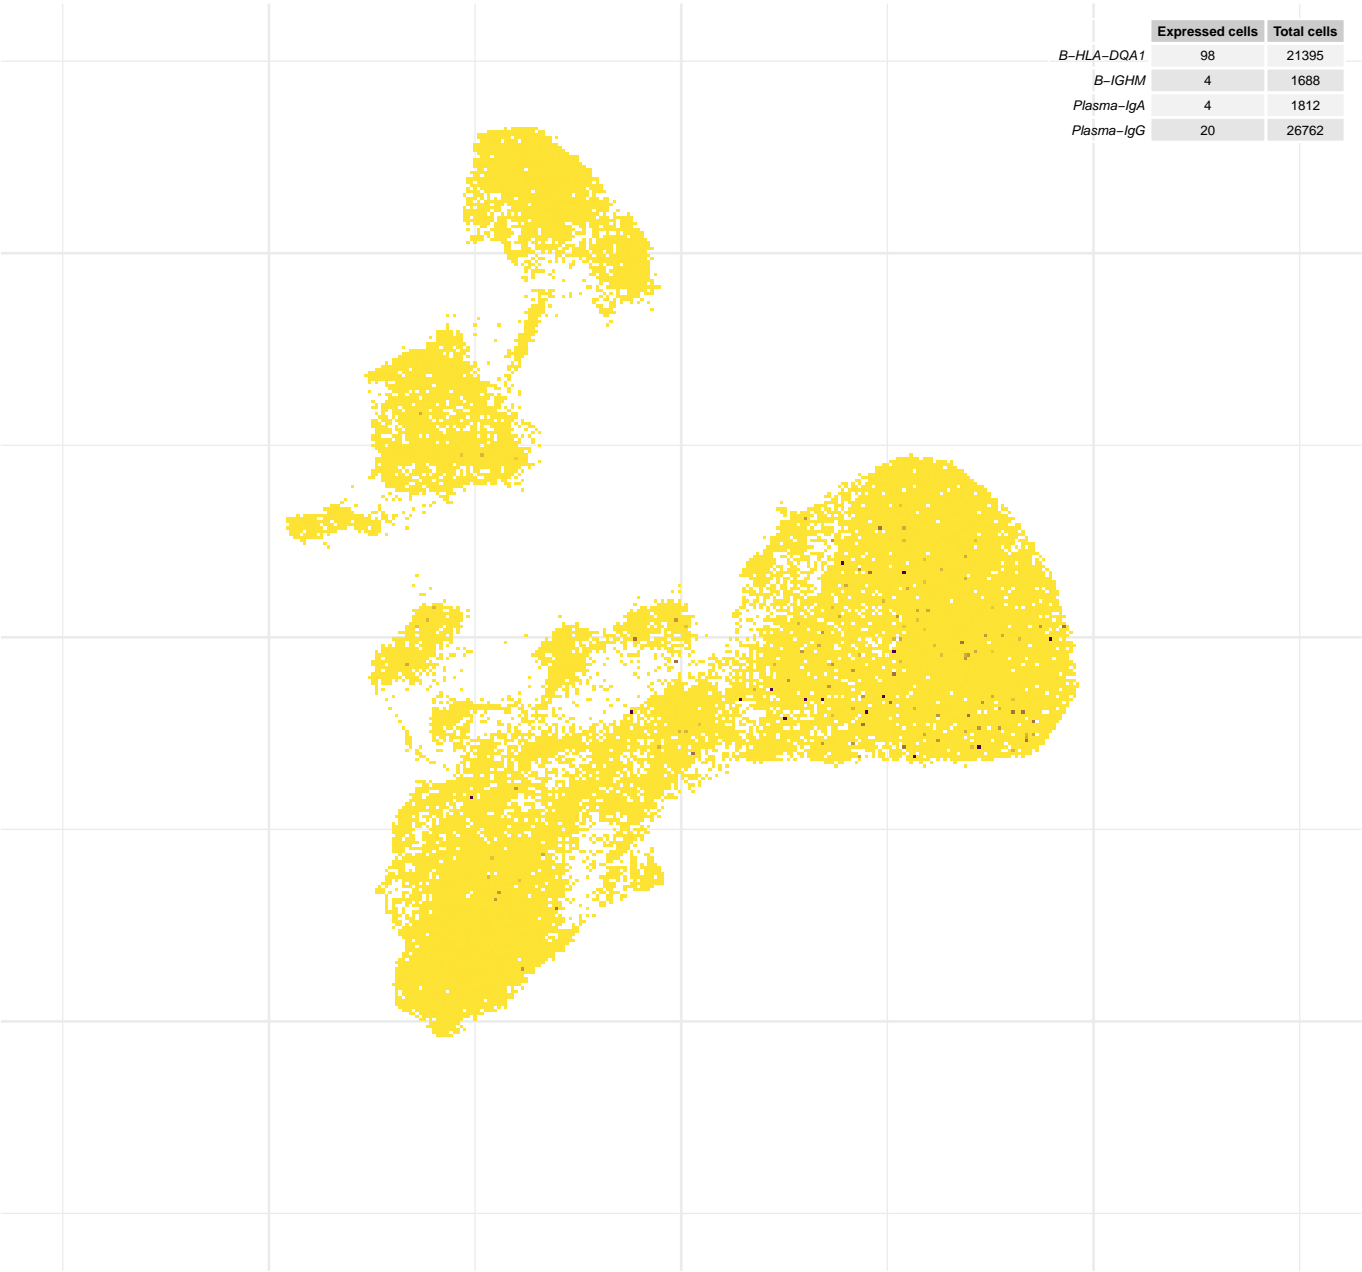 Expressed cells Total cells
B−HLA−DQA1 98 21395
B−IGHM 4 1688
Plasma−IgA 4 1812
Plasma−IgG 20 26762